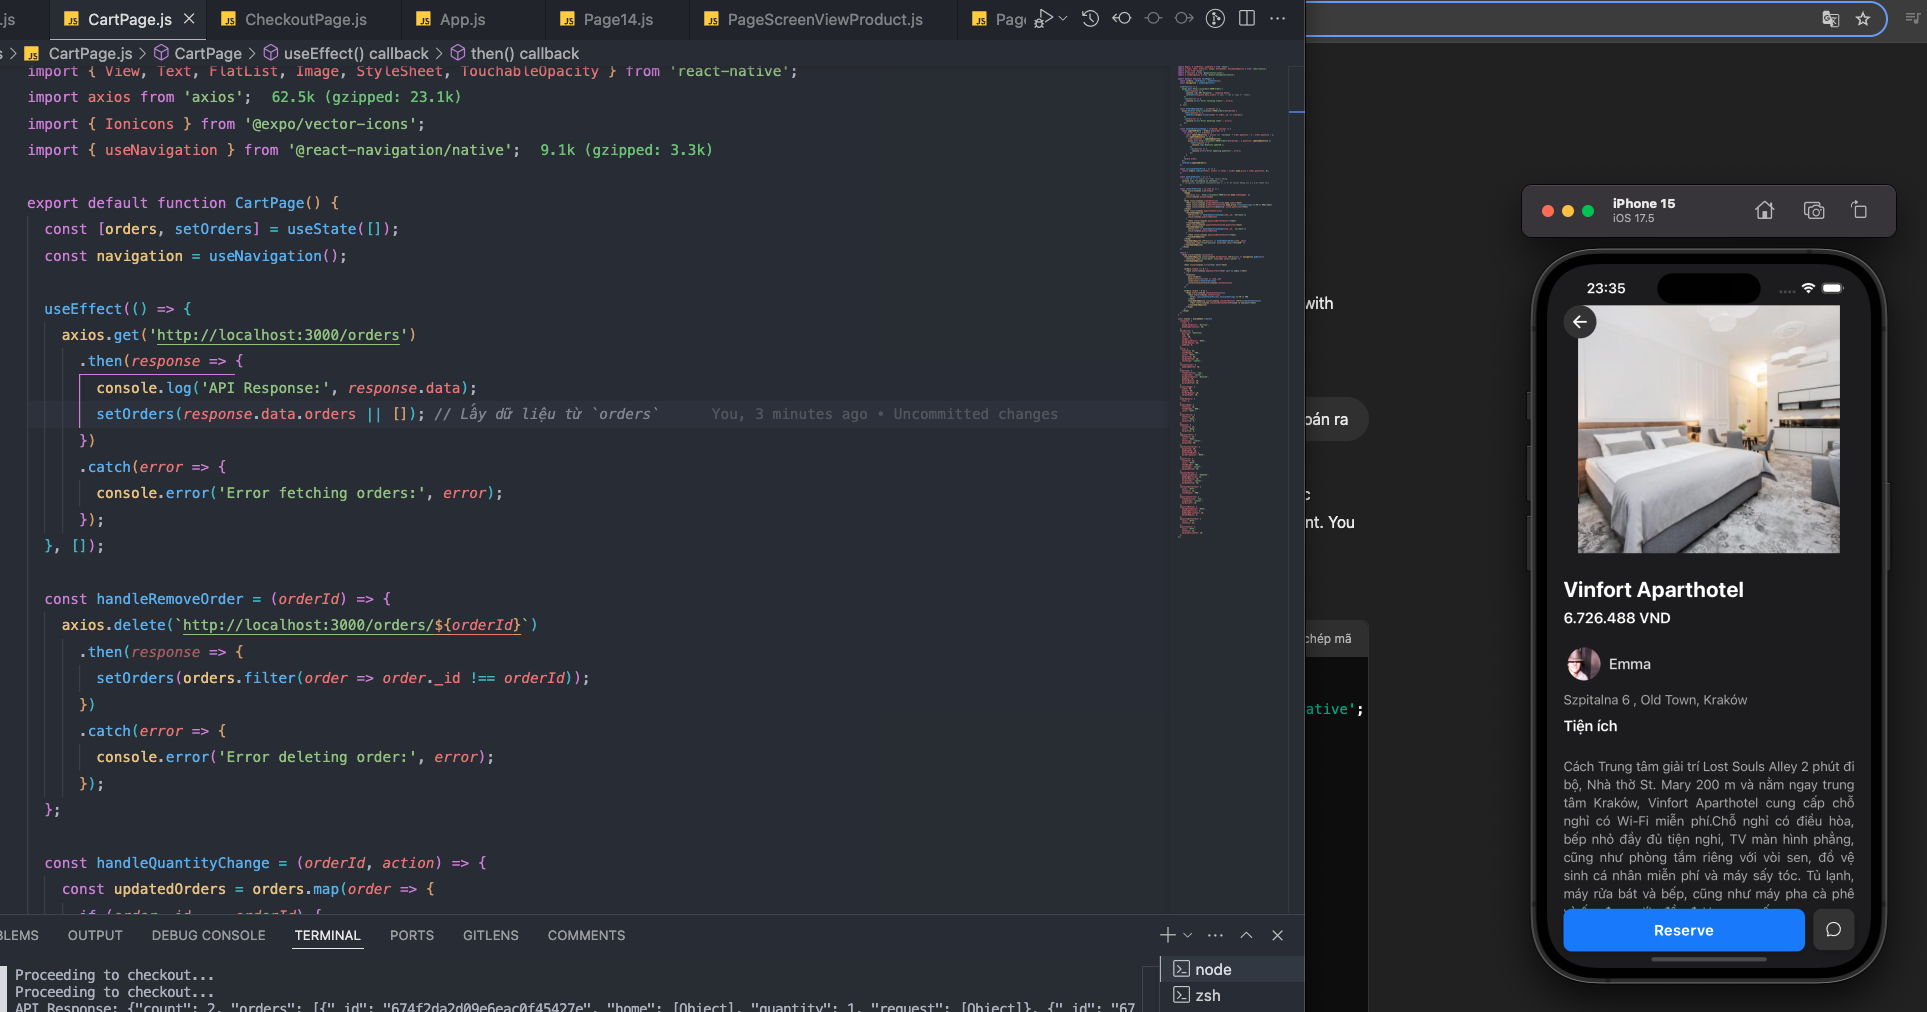 .js
CartPage.js
CheckoutPage.js
App.js
Page14.js
PageScreenViewProduct.js
CartPage.js
CartPage
useEffect() callback
then() callback
import { View, Text, FlatList, Image, StyleSheet, TouchableOpacity } from 'react-native';
import axios from 'axios';  62.5k (gzipped: 23.1k)
import { Ionicons } from '@expo/vector-icons';
import { useNavigation } from '@react-navigation/native';  9.1k (gzipped: 3.3k)
export default function CartPage() {
const [orders, setOrders] = useState([]);
const navigation = useNavigation();
useEffect(() => {
axios.get('http://localhost:3000/orders')
.then(response => {
console.log('API Response:', response.data);
setOrders(response.data.orders || []); // Lấy dữ liệu từ `orders`
You, 3 minutes ago • Uncommitted changes
})
.catch(error => {
console.error('Error fetching orders:', error);
});
}, []);
const handleRemoveOrder = (orderId) => {
axios.delete(`http://localhost:3000/orders/${orderId}`)
.then(response => {
setOrders(orders.filter(order => order._id !== orderId));
})
.catch(error => {
console.error('Error deleting order:', error);
});
};
const handleQuantityChange = (orderId, action) => {
const updatedOrders = orders.map(order => {
OUTPUT
DEBUG CONSOLE
TERMINAL
PORTS
GITLENS
COMMENTS
Proceeding to checkout...
Proceeding to checkout...
API Response: {"count": 2, "orders": [{"_id": "674f2da2d09e6eac0f45427e", "home": [Object], "quantity": 1, "request": [Object]}, {"_id": "67
node
zsh
with
bán ra
nt. You
chép mã
ative';
iPhone 15
iOS 17.5
23:35
Vinfort Aparthotel
6.726.488 VND
Emma
Szpitalna 6 , Old Town, Kraków
Tiện ích
Cách Trung tâm giải trí Lost Souls Alley 2 phút đi
bộ, Nhà thờ St. Mary 200 m và nằm ngay trung
tâm Kraków, Vinfort Aparthotel cung cấp chỗ
nghỉ có Wi-Fi miễn phí.Chỗ nghỉ có điều hòa,
bếp nhỏ đầy đủ tiện nghi, TV màn hình phẳng,
cũng như phòng tắm riêng với vòi sen, đồ vệ
sinh cá nhân miễn phí và máy sấy tóc. Tủ lạnh,
máy rửa bát và bếp, cũng như máy pha cà phê
Reserve